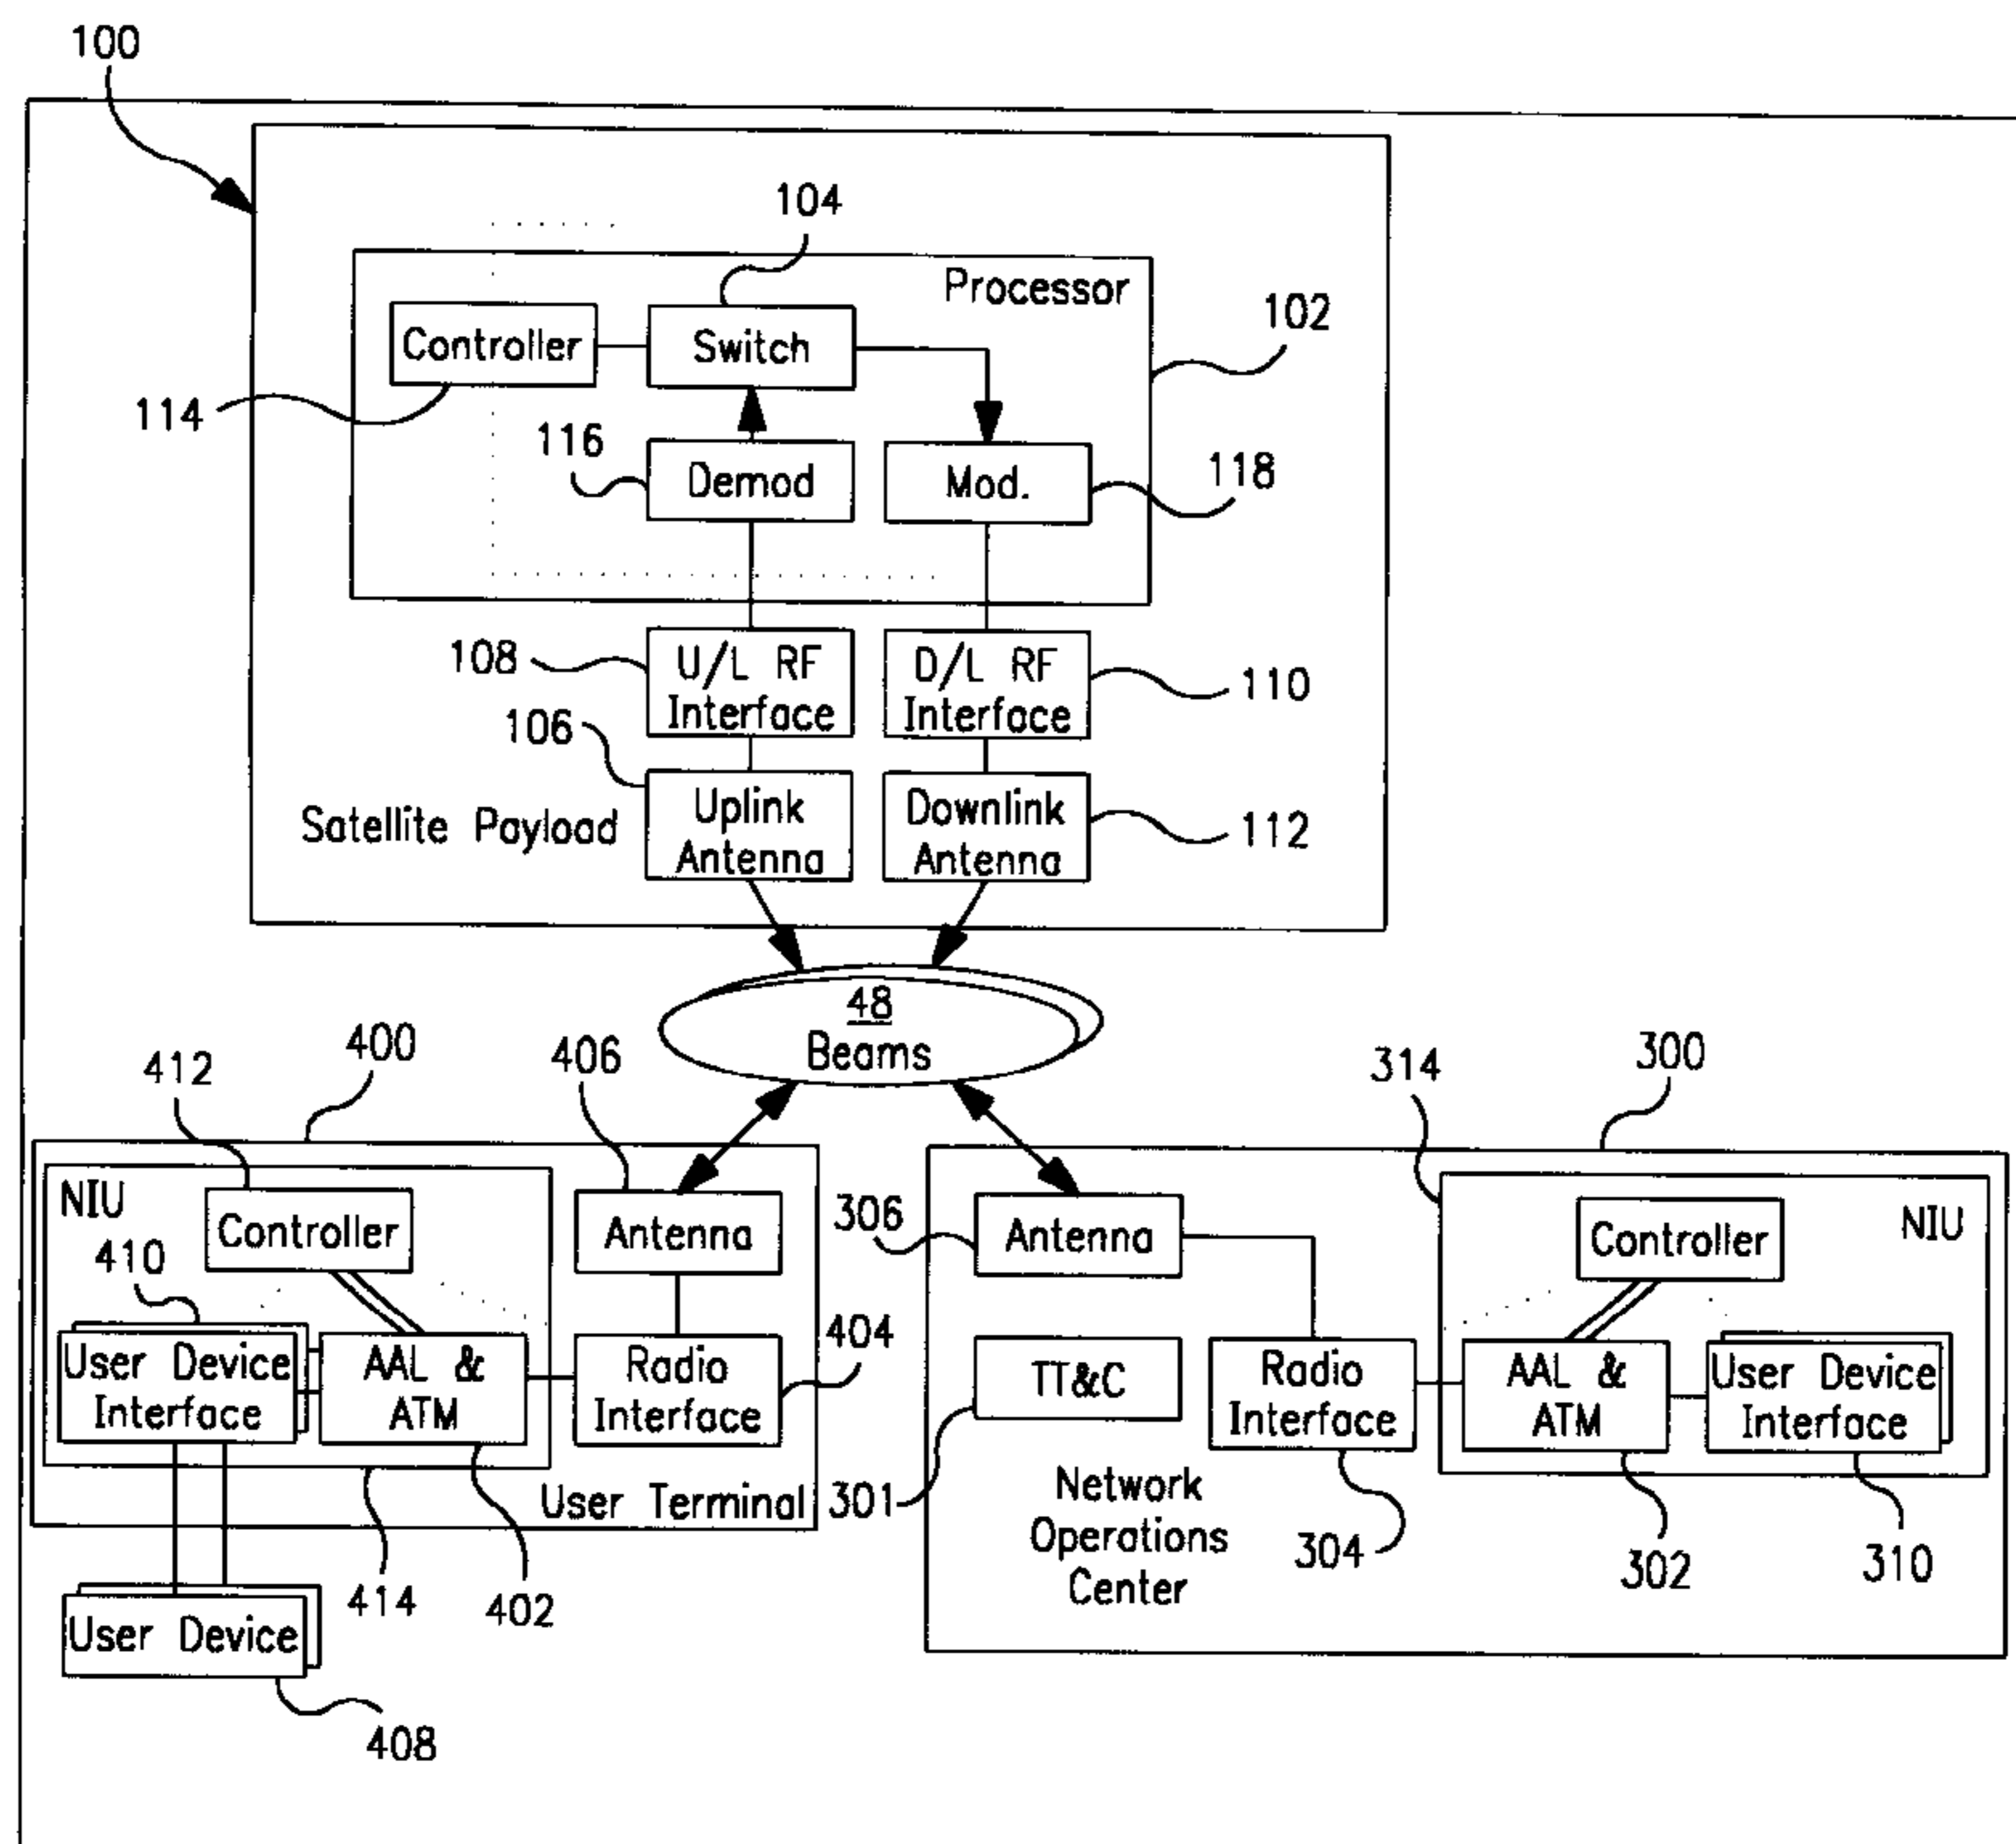 100
104
Processor
102
Controller
Switch
114
116
Demod
Mod.
118
108
U/L RF
Interface
D/L RF
Interface
110
106
Uplink
Antenna
Downlink
Antenna
112
Satellite Payload
48
Beams
412
400
406
314
300
NIU
Controller
410
User Device
Interface
AAL &
ATM
Antenna
Radio
Interface
404
User Terminal
414
402
User Device
408
306
Antenna
TT&C
301
Radio
Interface
304
Network
Operations
Center
NIU
Controller
AAL &
ATM
302
User Device
Interface
310